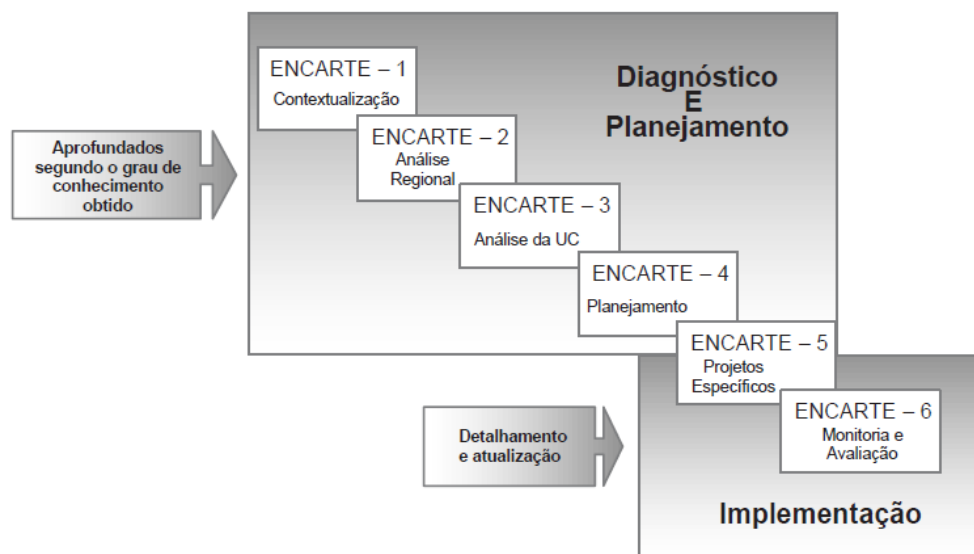 ENCARTE – 1
Contextualização
Diagnóstico
E
Planejamento
ENCARTE – 2
Análise
Regional
Aprofundados
segundo o grau de
conhecimento
obtido
ENCARTE – 3
Análise da UC
ENCARTE – 4
Planejamento
ENCARTE – 5
Projetos
Específicos
ENCARTE – 6
Monitoria e
Avaliação
Detalhamento
e atualização
Implementação